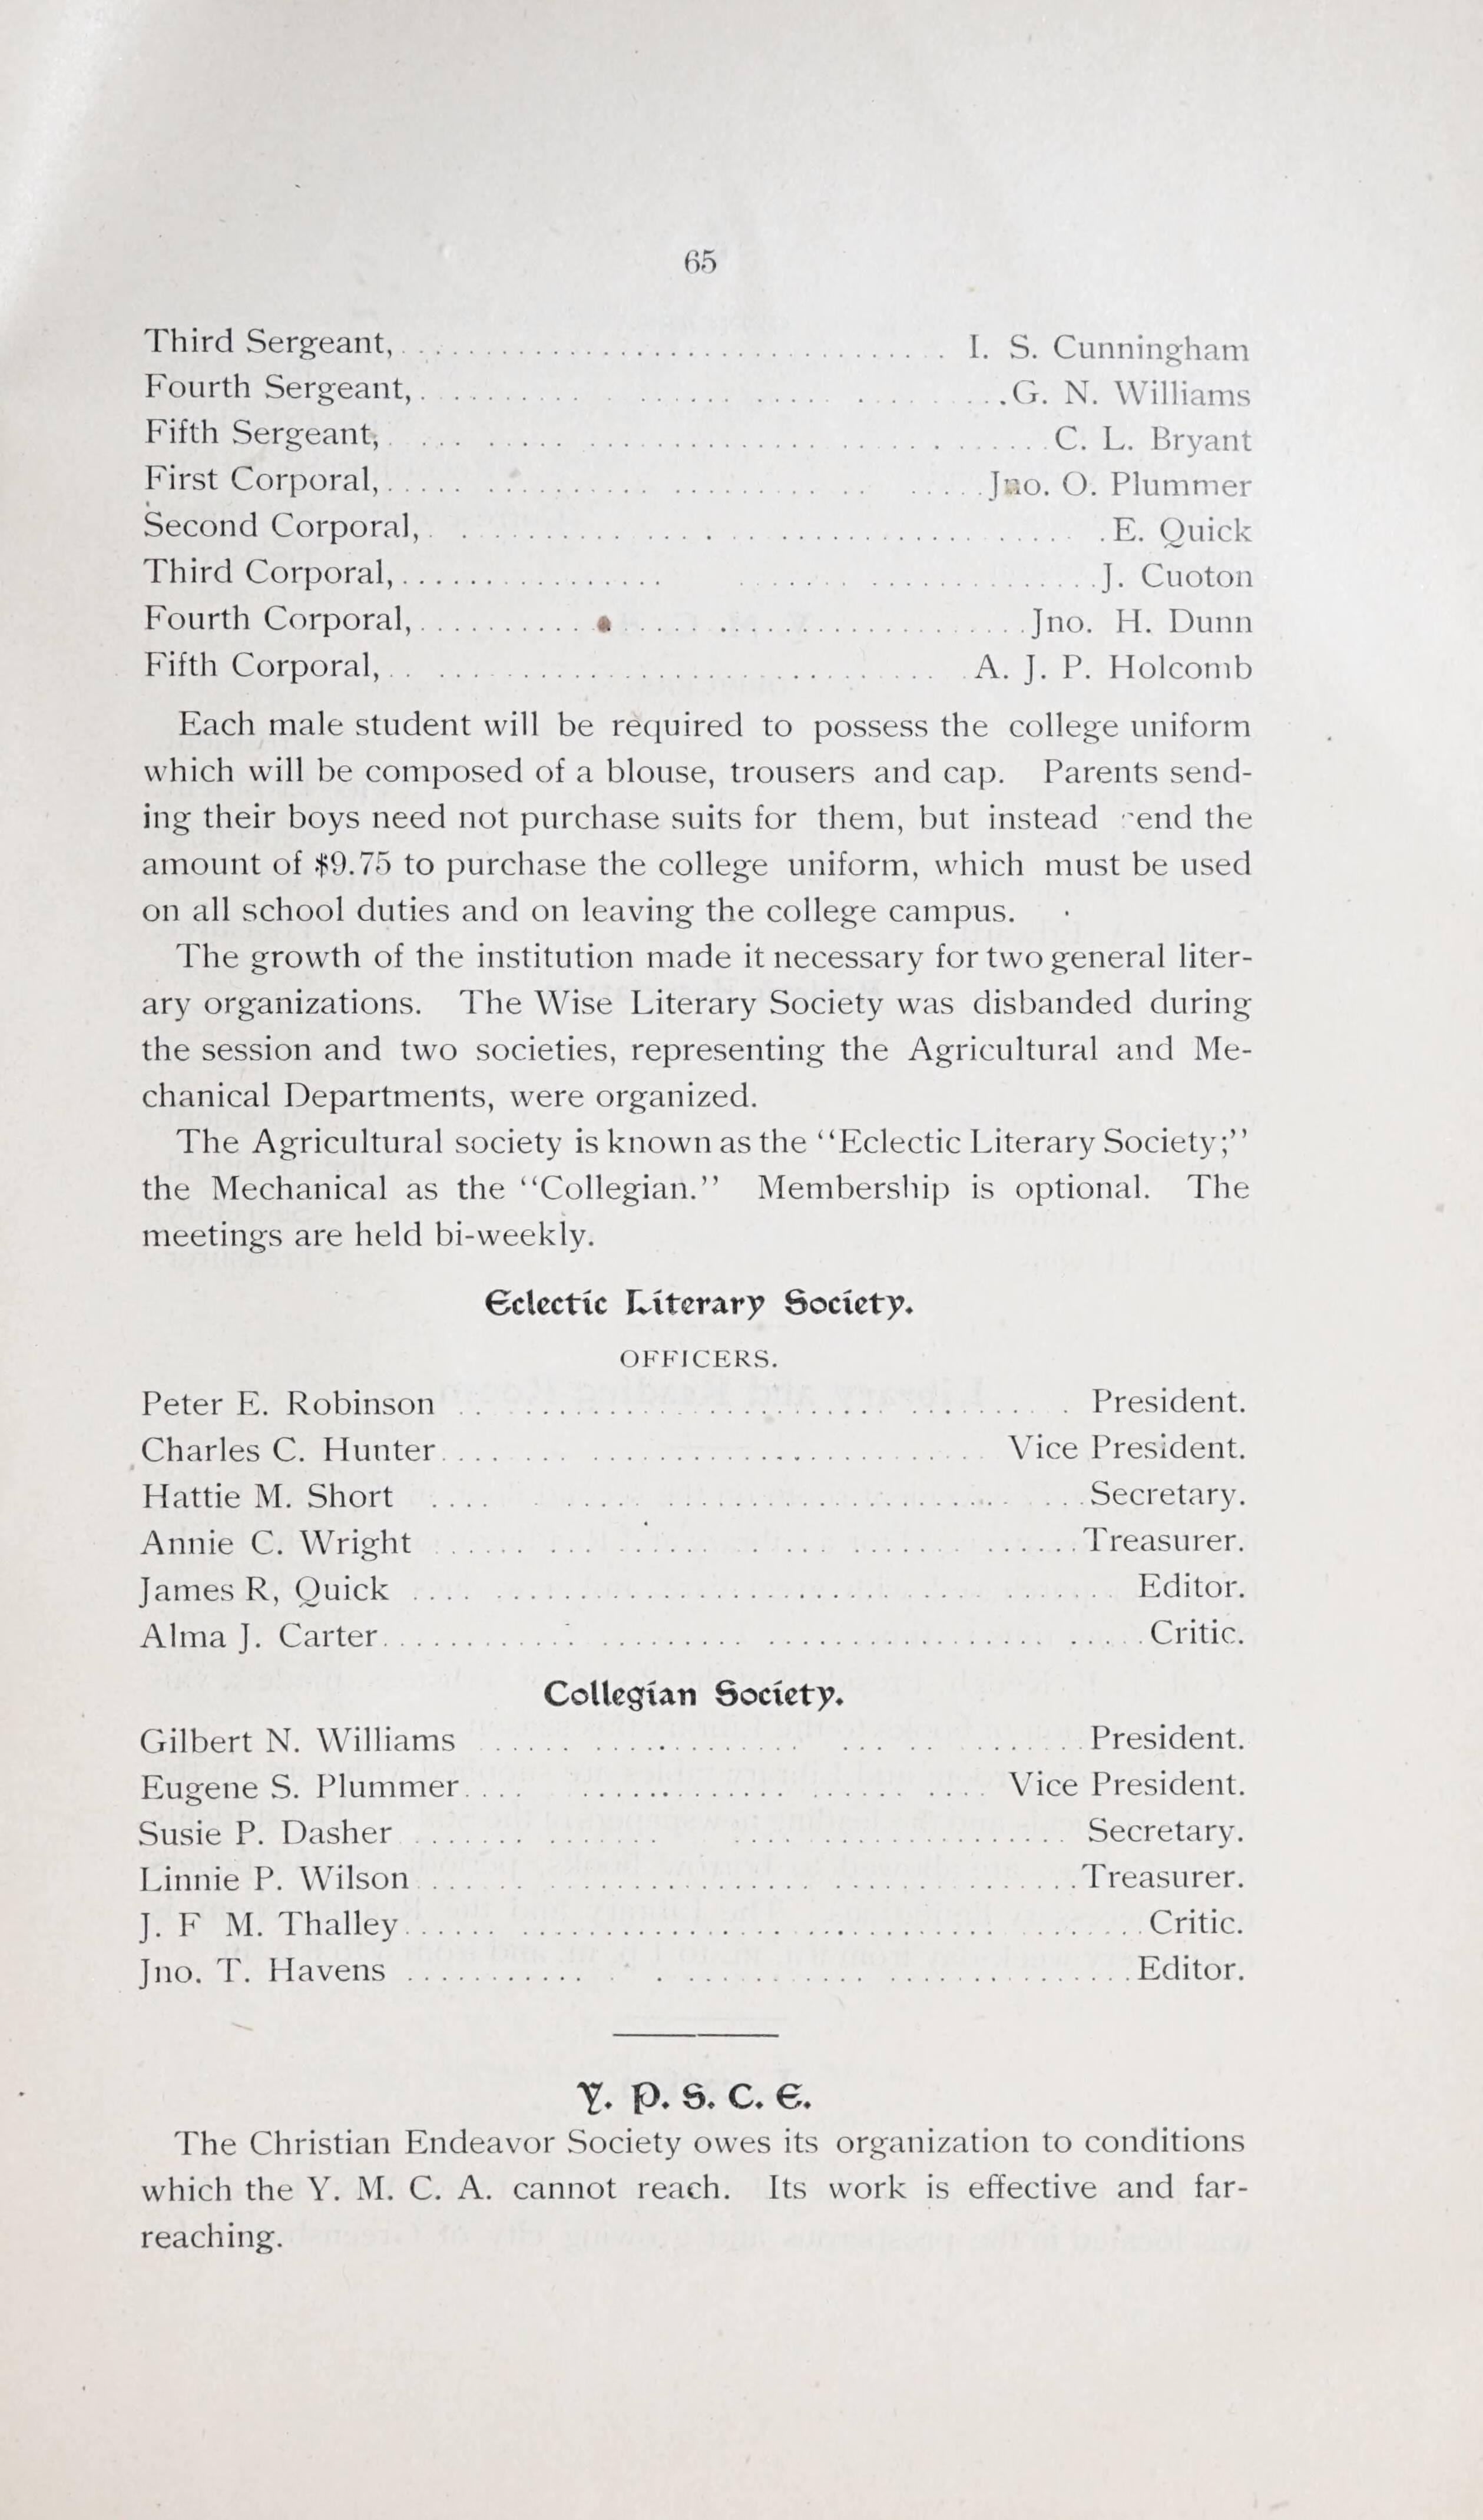 65
Third Sergeant, I. S. Cunningham
Fourth Sergeant, G. N. Williams
Fifth Sergeant, C. L. Bryant
First Corporal, Jno. O. Plummer
Second Corporal, E. Quick
Third Corporal, J. Cuoton
Fourth Corporal, Jno. H. Dunn
Fifth Corporal, A. J. P. Holcomb
Each male student will be required to possess the college uniform
which will be composed of a blouse, trousers and cap. Parents send-
ing their boys need not purchase suits for them, but instead send the
amount of $9.75 to purchase the college uniform, which must be used
on all school duties and on leaving the college campus.
The growth of the institution made it necessary for two general liter-
ary organizations. The Wise Literary Society was disbanded during
the session and two societies, representing the Agricultural and Me-
chanical Departments, were organized.
The Agricultural society is known as the "Eclectic Literary Society;"
the Mechanical as the "Collegian." Membership is optional. The
meetings are held bi-weekly.
Eclectic Literary Society.
OFFICERS.
Peter E. Robinson President.
Charles C. Hunter Vice President.
Hattie M. Short Secretary.
Annie C. Wright Treasurer.
James R, Quick Editor.
Alma J. Carter Critic.
Collegian Society.
Gilbert N. Williams President.
Eugene S. Plummer Vice President.
Susie P. Dasher Secretary.
Linnie P. Wilson Treasurer.
J. F M. Thalley Critic.
Jno. T. Havens Editor.
Y. P. S. C. E.
The Christian Endeavor Society owes its organization to conditions
which the Y. M. C. A. cannot reach. Its work is effective and far-
reaching.